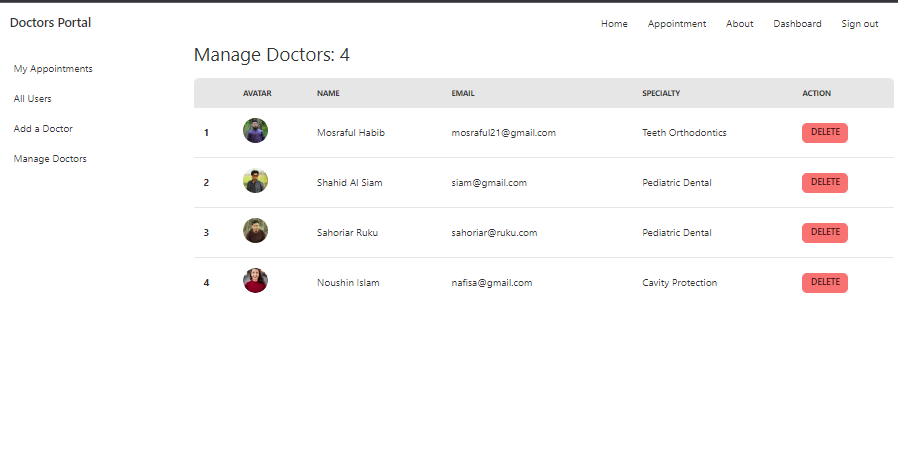 Doctors Portal
Home Appointment About Dashboard Sign out
My Appointments
All Users
Add a Doctor
Manage Doctors
Manage Doctors: 4
AVATAR NAME EMAIL SPECIALTY ACTION
1 Mosraful Habib mosraful21@gmail.com Teeth Orthodontics DELETE
2 Shahid Al Siam siam@gmail.com Pediatric Dental DELETE
3 Sahoriar Ruku sahoriar@ruku.com Pediatric Dental DELETE
4 Noushin Islam nafisa@gmail.com Cavity Protection DELETE